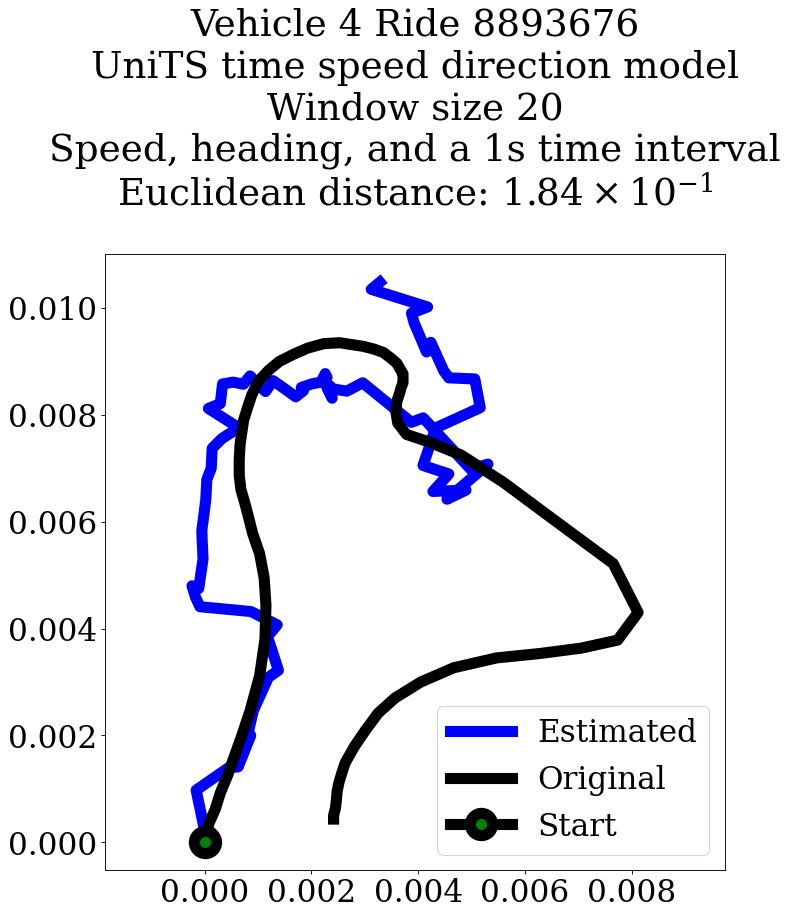 Vehicle 4 Ride 8893676
UniTS time speed direction model
Window size 20
Speed, heading, and a 1s time interval
Euclidean distance: 1.84 × 10⁻¹
0.010
0.008
0.006
0.004
0.002
0.000
Estimated
Original
Start
0.000 0.002 0.004 0.006 0.008